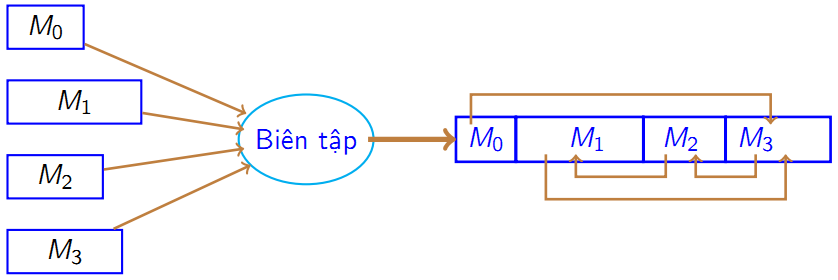 M₀
M₁
M₂
M₃
Biên tập
M₀ M₁ M₂ M₃